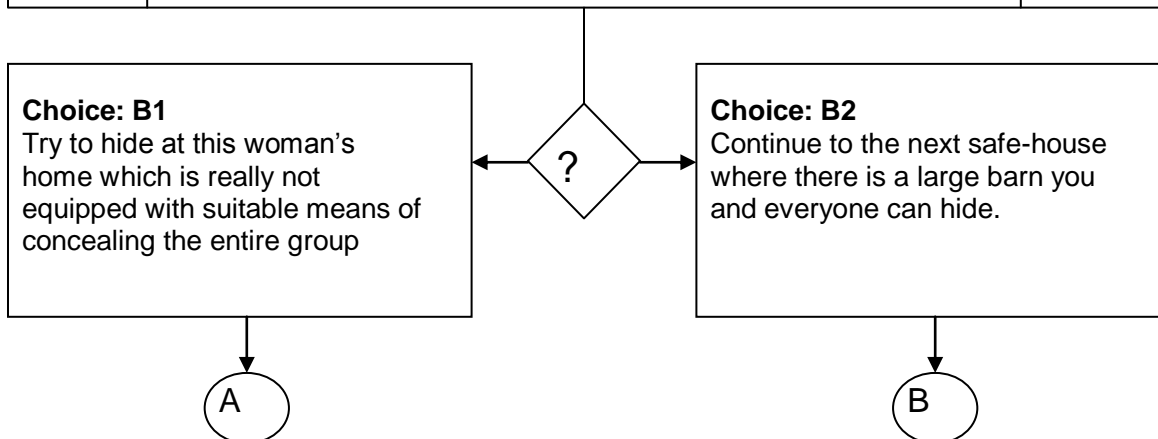 Choice: B1
Try to hide at this woman's
home which is really not
equipped with suitable means of
concealing the entire group
?
Choice: B2
Continue to the next safe-house
where there is a large barn you
and everyone can hide.
A
B